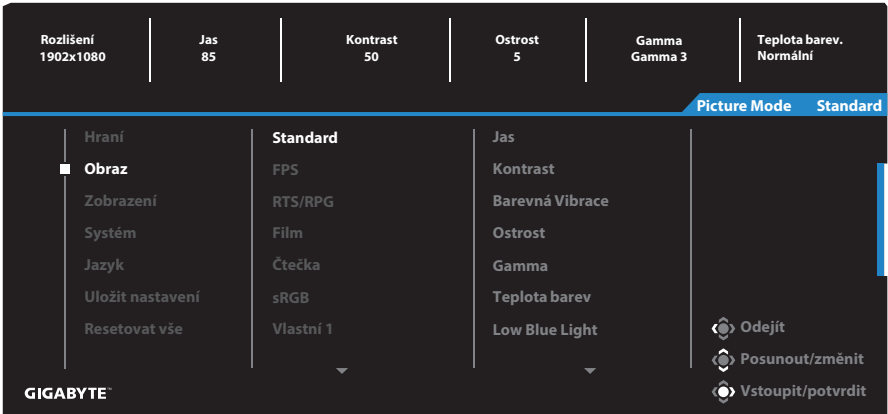 Rozlišení
1902x1080
Jas
85
Kontrast
50
Ostrost
5
Gamma
Gamma 3
Teplota barev.
Normální
Picture Mode Standard
Hraní
Obraz
Zobrazení
Systém
Jazyk
Uložit nastavení
Resetovat vše
Standard
FPS
RTS/RPG
Film
Čtečka
sRGB
Vlastní 1
Jas
Kontrast
Barevná Vibrace
Ostrost
Gamma
Teplota barev
Low Blue Light
Odejít
Posunout/změnit
Vstoupit/potvrdit
GIGABYTE™